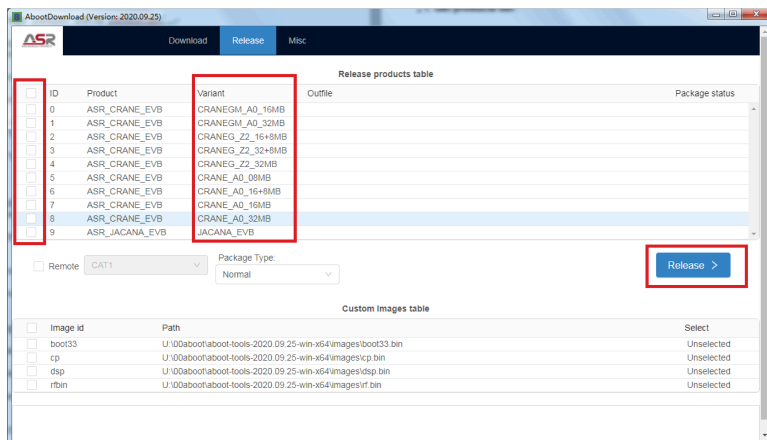 AbootDownload (Version: 2020.09.25)
ASR Download Release Misc
Release products table
ID Product Variant Outfile Package status
0 ASR_CRANE_EVB CRANEGM_A0_16MB
1 ASR_CRANE_EVB CRANEGM_A0_32MB
2 ASR_CRANE_EVB CRANEG_Z2_16+8MB
3 ASR_CRANE_EVB CRANEG_Z2_32+8MB
4 ASR_CRANE_EVB CRANEG_Z2_32MB
5 ASR_CRANE_EVB CRANE_A0_08MB
6 ASR_CRANE_EVB CRANE_A0_16+8MB
7 ASR_CRANE_EVB CRANE_A0_16MB
8 ASR_CRANE_EVB CRANE_A0_32MB
9 ASR_JACANA_EVB JACANA_EVB
Package Type:
Remote CAT1 Normal Release >
Custom images table
Image id Path Select
boot33 U:\00aboot\aboot-tools-2020.09.25-win-x64\images\boot33.bin Unselected
cp U:\00aboot\aboot-tools-2020.09.25-win-x64\images\cp.bin Unselected
dsp U:\00aboot\aboot-tools-2020.09.25-win-x64\images\dsp.bin Unselected
rfbin U:\00aboot\aboot-tools-2020.09.25-win-x64\images\rf.bin Unselected